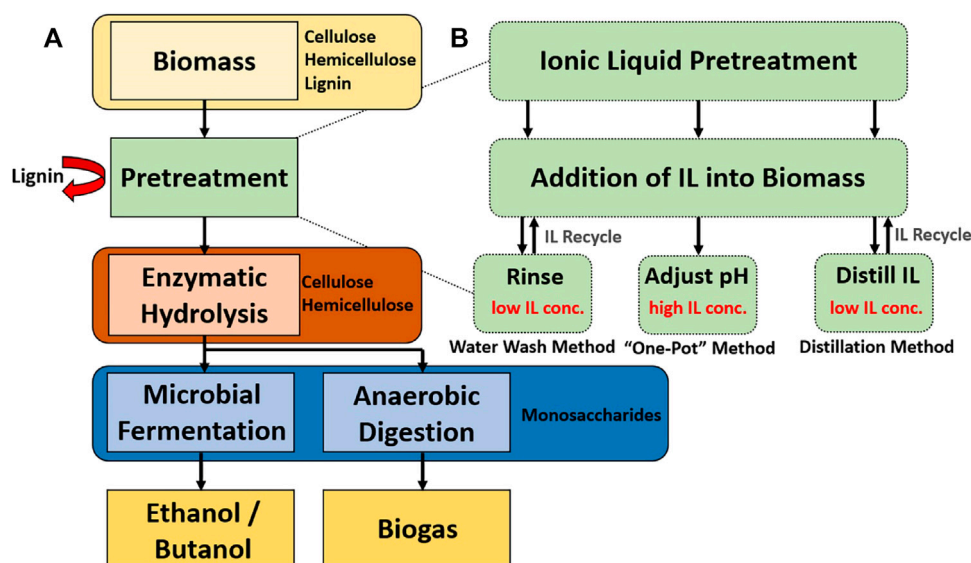 A
Biomass
Cellulose
Hemicellulose
Lignin
Lignin
Pretreatment
Enzymatic
Hydrolysis
Cellulose
Hemicellulose
Microbial
Fermentation
Anaerobic
Digestion
Monosaccharides
Ethanol /
Butanol
Biogas
B
Ionic Liquid Pretreatment
Addition of IL into Biomass
IL Recycle
IL Recycle
Rinse
low IL conc.
Water Wash Method
Adjust pH
high IL conc.
“One-Pot” Method
Distill IL
low IL conc.
Distillation Method